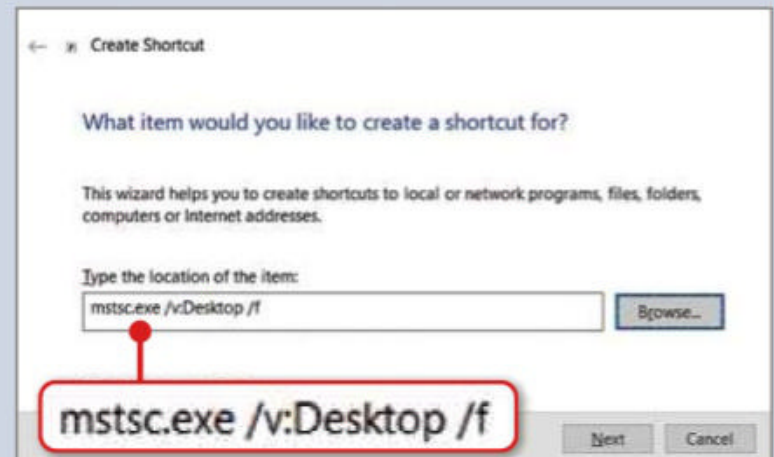 Create Shortcut
What item would you like to create a shortcut for?
This wizard helps you to create shortcuts to local or network programs, files, folders,
computers or Internet addresses.
Type the location of the item:
mstsc.exe /v:Desktop /f
Browse...
mstsc.exe /v:Desktop /f
Next
Cancel